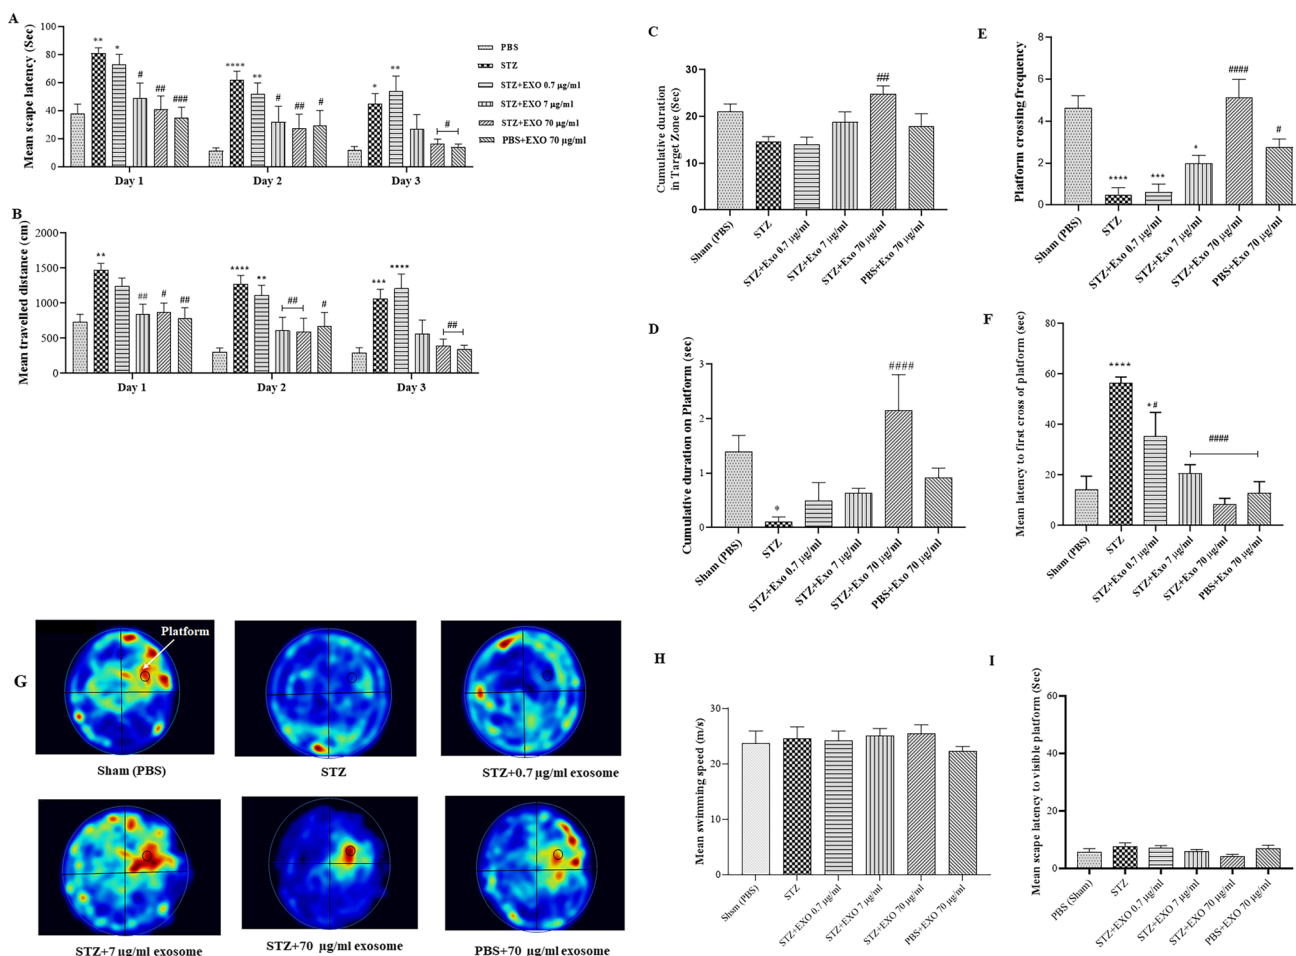 A
Mean scape latency (Sec)
100
80
60
40
20
0
** * # ## ###
**** ** # ## #
* ** #
Day 1 Day 2 Day 3
PBS
STZ
STZ+EXO 0.7 µg/ml
STZ+EXO 7 µg/ml
STZ+EXO 70 µg/ml
PBS+EXO 70 µg/ml
B
Mean travelled distance (cm)
2000
1500
1000
500
0
** ## # ##
**** ** ## #
*** **** ##
Day 1 Day 2 Day 3
C
Cumulative duration
in Target Zone (Sec)
30
20
10
0
##
Sham (PBS)
STZ
STZ+Exo 0.7 µg/ml
STZ+Exo 7 µg/ml
STZ+Exo 70 µg/ml
PBS+Exo 70 µg/ml
D
Cumulative duration on Platform (sec)
3
2
1
0
* ####
Sham (PBS)
STZ
STZ+Exo 0.7 µg/ml
STZ+Exo 7 µg/ml
STZ+Exo 70 µg/ml
PBS+Exo 70 µg/ml
E
Platform crossing frequency
8
6
4
2
0
**** *** * #### #
Sham (PBS)
STZ
STZ+Exo 0.7 µg/ml
STZ+Exo 7 µg/ml
STZ+Exo 70 µg/ml
PBS+Exo 70 µg/ml
F
Mean latency to first cross of platform (sec)
80
60
40
20
0
**** *# ####
Sham (PBS)
STZ
STZ+Exo 0.7 µg/ml
STZ+Exo 7 µg/ml
STZ+Exo 70 µg/ml
PBS+Exo 70 µg/ml
G
Platform
Sham (PBS)
STZ
STZ+0.7 µg/ml exosome
STZ+7 µg/ml exosome
STZ+70 µg/ml exosome
PBS+70 µg/ml exosome
H
Mean swimming speed (m/s)
30
20
10
0
Sham (PBS)
STZ
STZ+EXO 0.7 µg/ml
STZ+EXO 7 µg/ml
STZ+EXO 70 µg/ml
PBS+EXO 70 µg/ml
I
Mean scape latency to visible platform (Sec)
60
40
20
0
PBS (Sham)
STZ
STZ+EXO 0.7 µg/ml
STZ+EXO 7 µg/ml
STZ+EXO 70 µg/ml
PBS+EXO 70 µg/ml